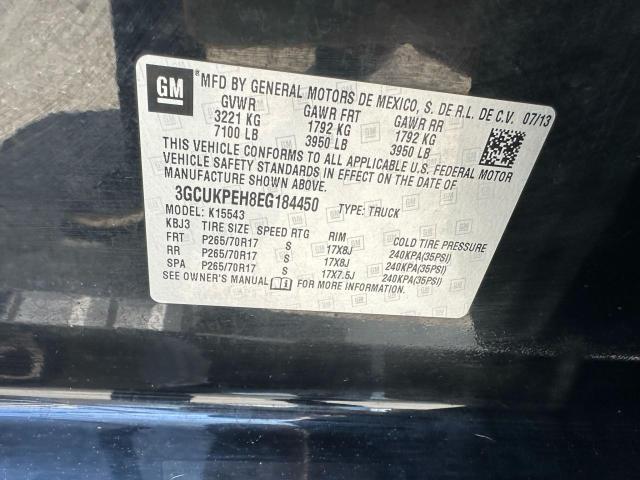 GM ® MFD BY GENERAL MOTORS DE MEXICO, S. DE R.L. DE C.V. 07/13
GVWR GAWR FRT GAWR RR
3221 KG 1792 KG 1792 KG
7100 LB 3950 LB 3950 LB
THIS VEHICLE CONFORMS TO ALL APPLICABLE U.S. FEDERAL MOTOR
VEHICLE SAFETY STANDARDS IN EFFECT ON THE DATE OF
MANUFACTURE SHOWN ABOVE.
3GCUKPEH8EG184450 TYPE: TRUCK
MODEL: K15543
KBJ3 TIRE SIZE SPEED RTG RIM COLD TIRE PRESSURE
FRT P265/70R17 S 17X8J 240KPA(35PSI)
RR P265/70R17 S 17X8J 240KPA(35PSI)
SPA P265/70R17 S 17X7.5J 240KPA(35PSI)
SEE OWNER'S MANUAL FOR MORE INFORMATION.